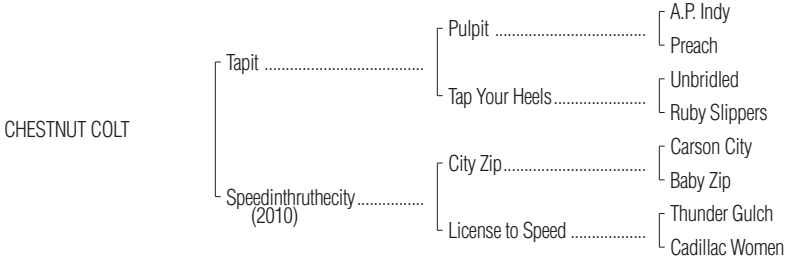 A.P. Indy
Pulpit ....................................
Preach
Tapit ......................................
Unbridled
Tap Your Heels......................
Ruby Slippers
CHESTNUT COLT
Carson City
City Zip..................................
Baby Zip
Speedinthruthecity................
(2010)
Thunder Gulch
License to Speed ..................
Cadillac Women